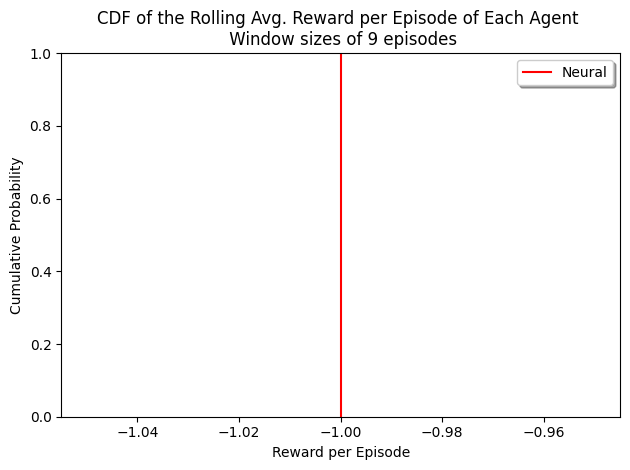 CDF of the Rolling Avg. Reward per Episode of Each Agent
Window sizes of 9 episodes
Neural
Cumulative Probability
1.0
0.8
0.6
0.4
0.2
0.0
−1.04 −1.02 −1.00 −0.98 −0.96
Reward per Episode